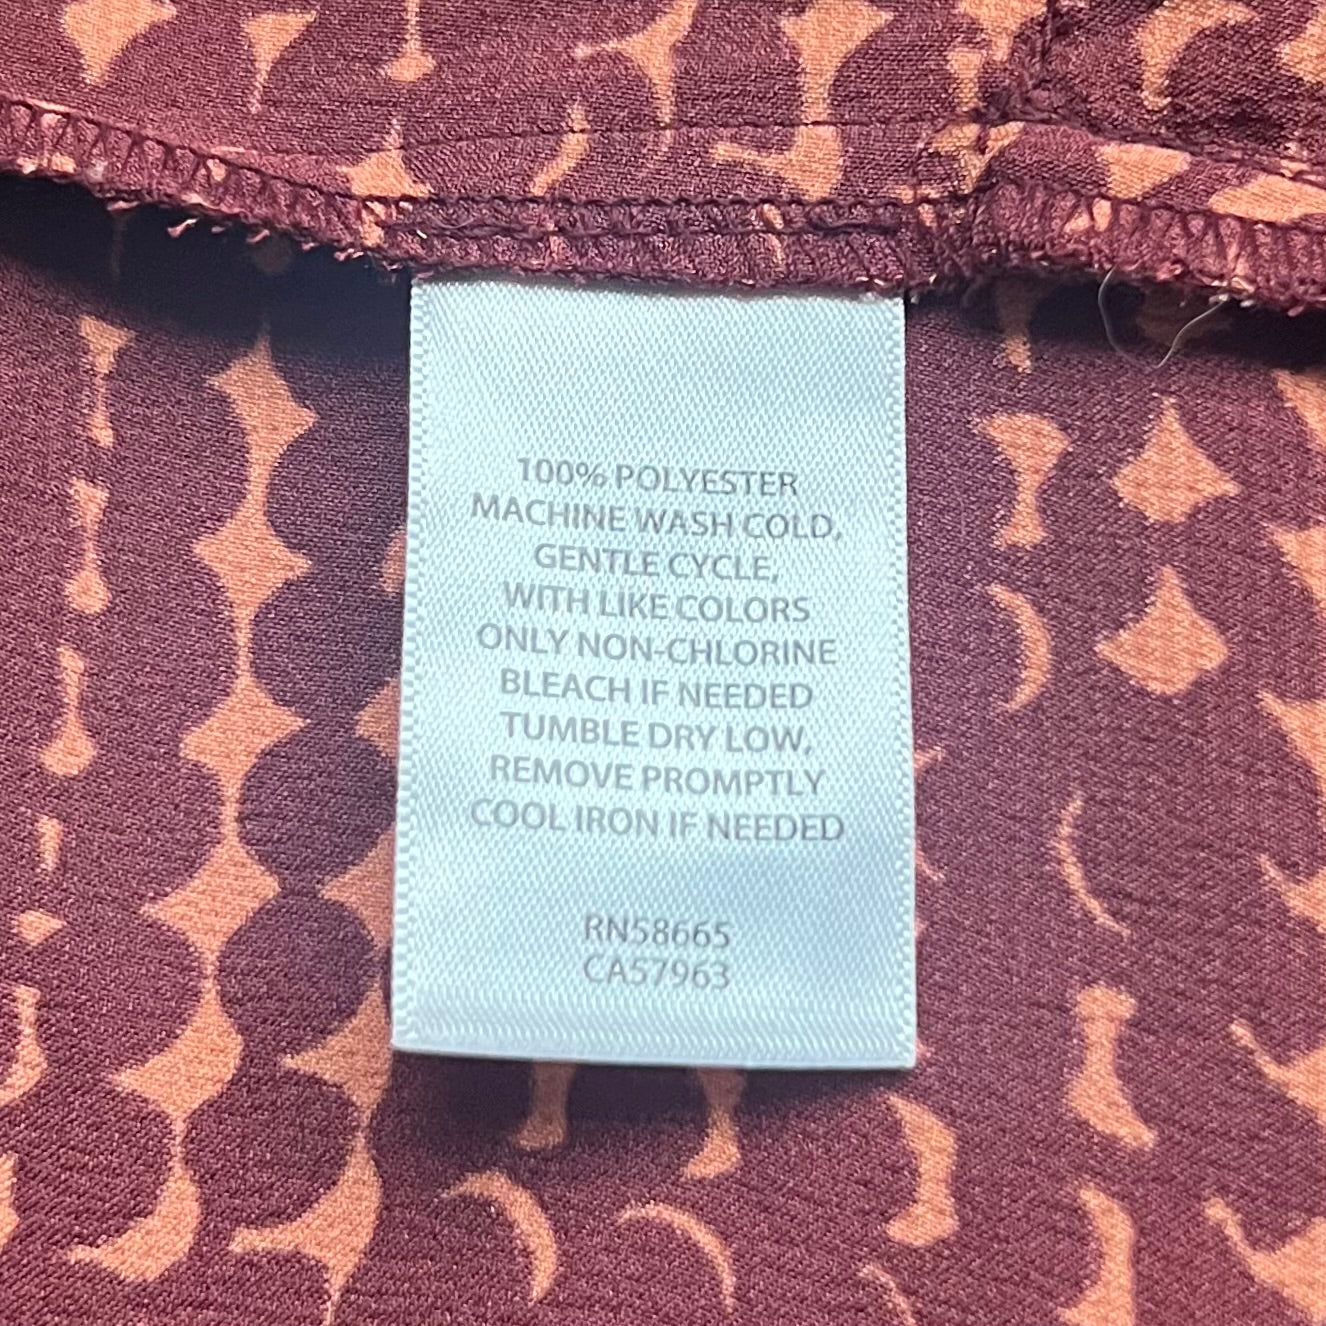 100% POLYESTER
MACHINE WASH COLD,
GENTLE CYCLE,
WITH LIKE COLORS
ONLY NON-CHLORINE
BLEACH IF NEEDED
TUMBLE DRY LOW,
REMOVE PROMPTLY
COOL IRON IF NEEDED
RN58665
CA57963